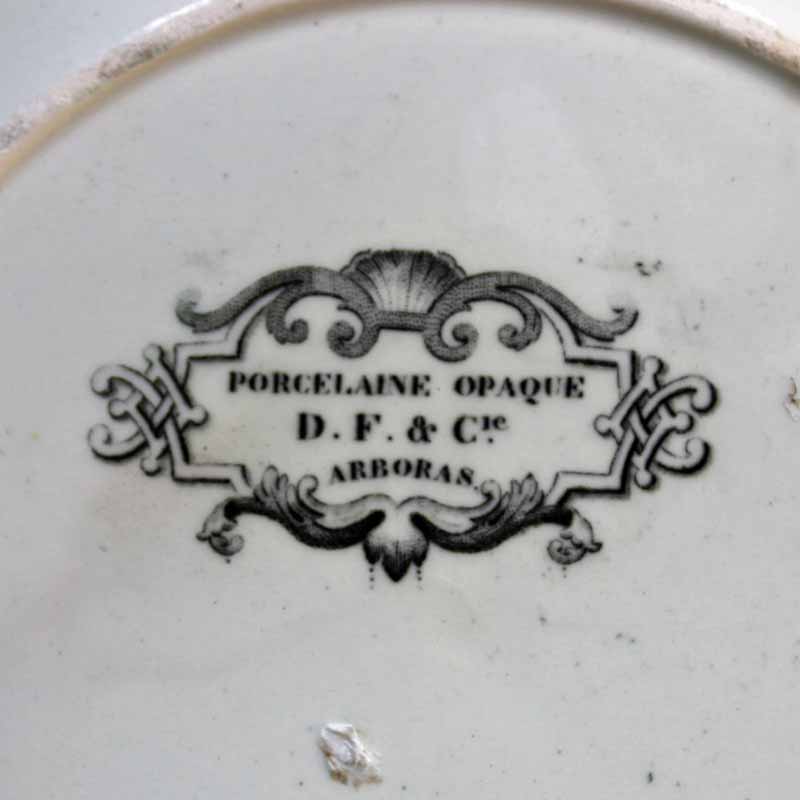 PORCELAINE OPAQUE
D. F. & Cie.
ARBORAS.